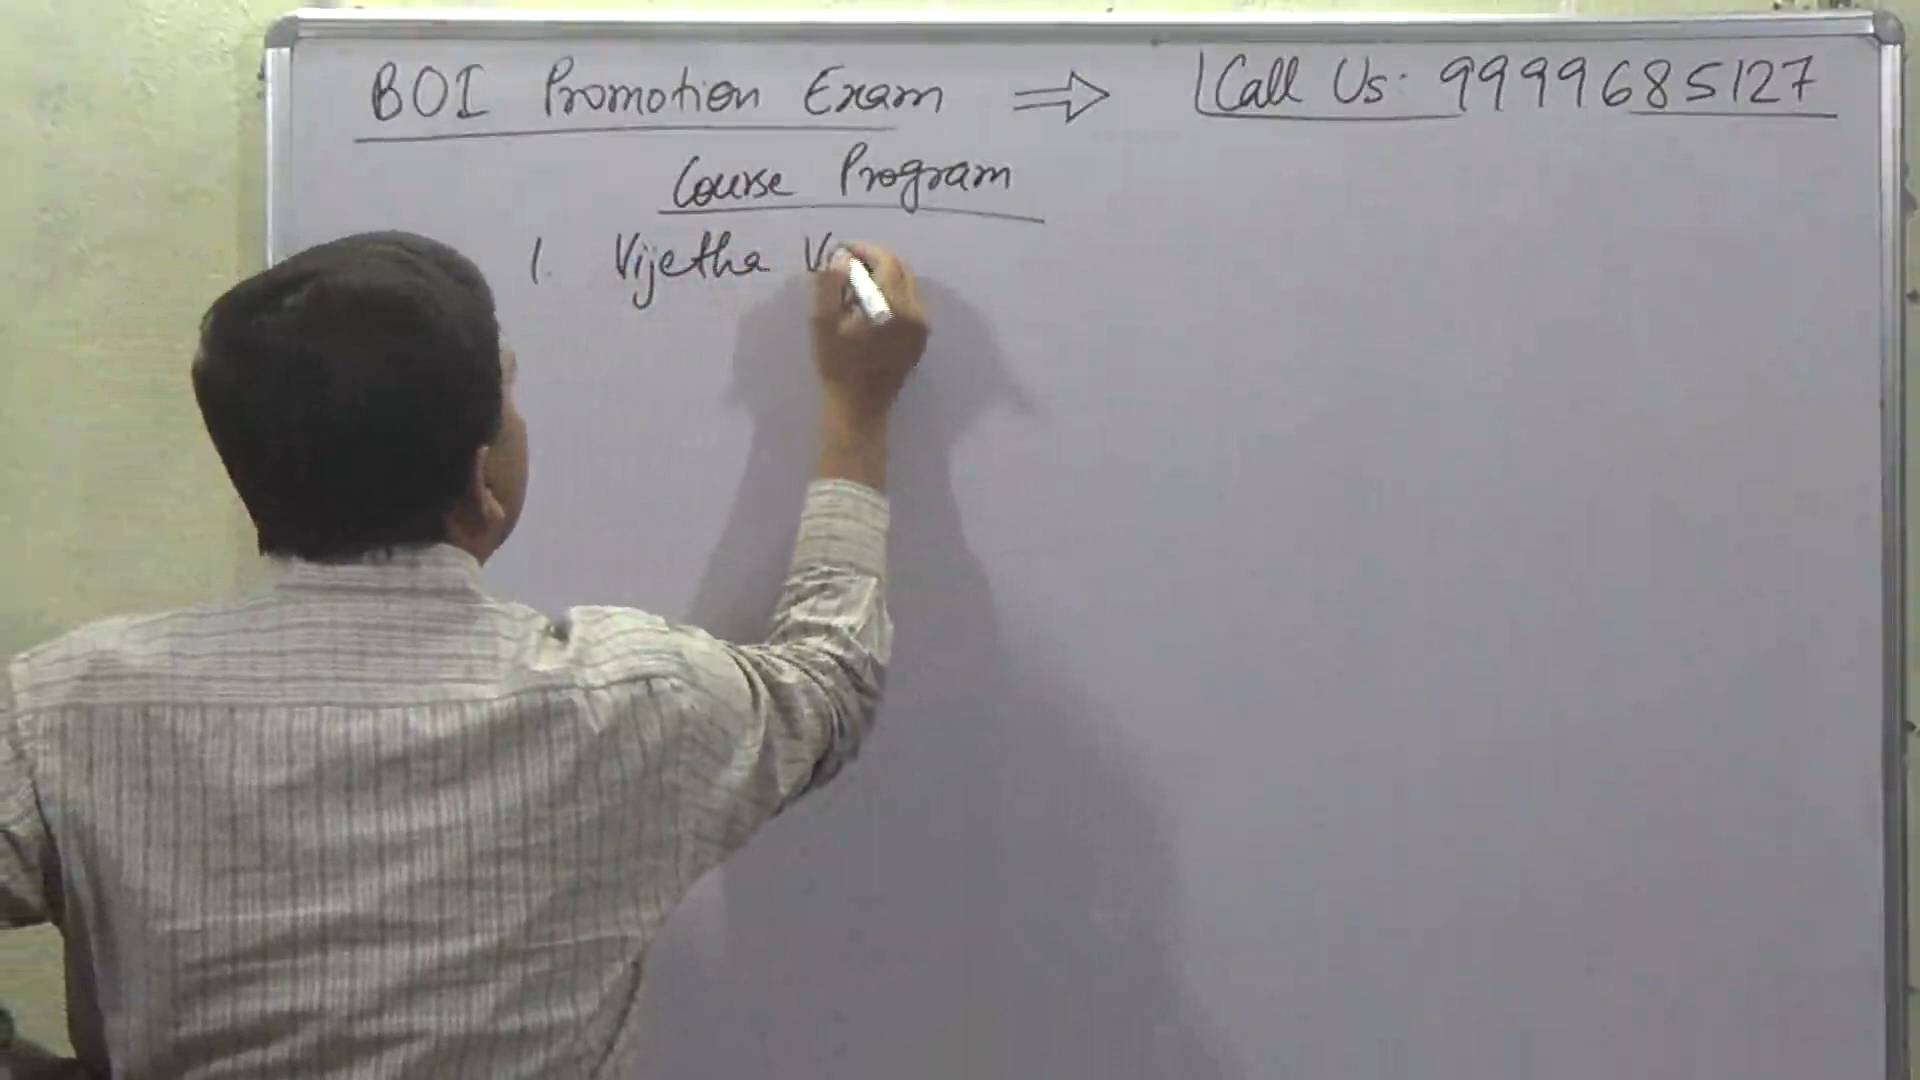 BOI Promotion Exam ⇒ Call Us: 9999685127
Course Program
1. Vijetha